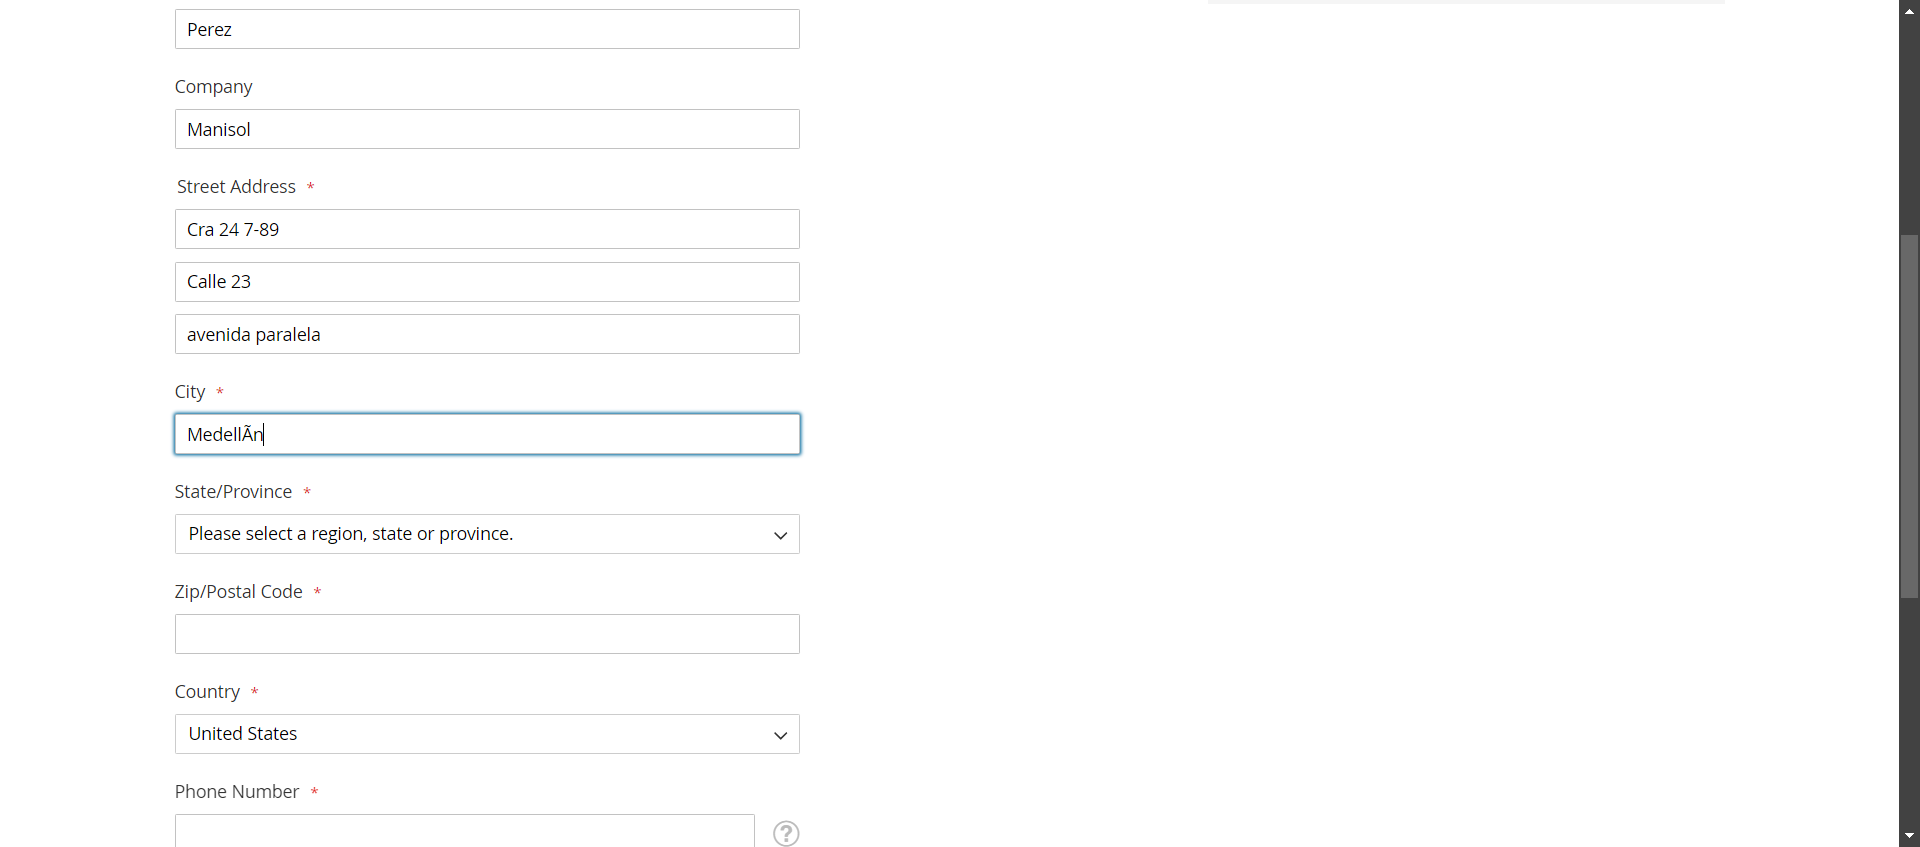 Perez
Company
Manisol
Street Address *
Cra 24 7-89
Calle 23
avenida paralela
City *
MedellÃn
State/Province *
Please select a region, state or province.
Zip/Postal Code *
Country *
United States
Phone Number *
?